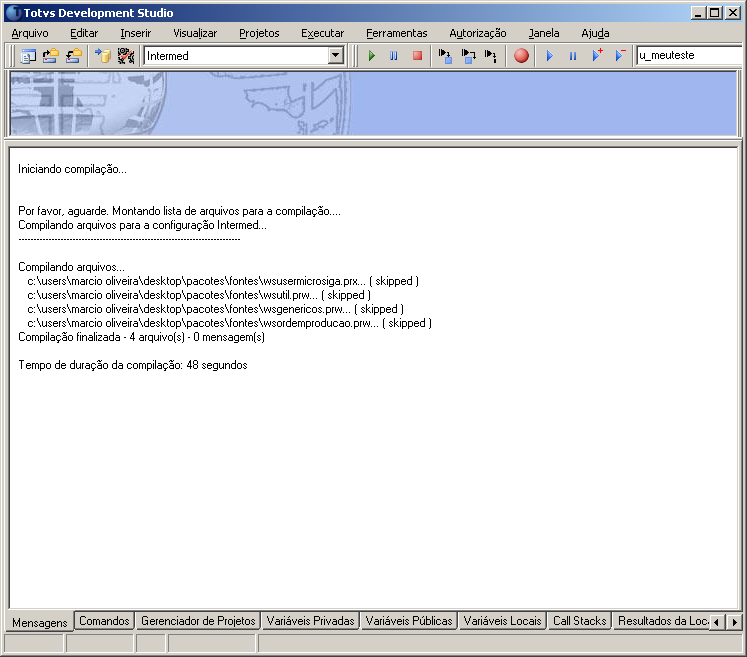 Totvs Development Studio
Arquivo Editar Inserir Visualizar Projetos Executar Ferramentas Autorização Janela Ajuda
Intermed u_meuteste
Iniciando compilação...
Por favor, aguarde. Montando lista de arquivos para a compilação....
Compilando arquivos para a configuração Intermed...
--------------------------------------------------------------------------
Compilando arquivos...
c:\users\marcio oliveira\desktop\pacotes\fontes\wsusermicrosiga.prx... ( skipped )
c:\users\marcio oliveira\desktop\pacotes\fontes\wsutil.prw... ( skipped )
c:\users\marcio oliveira\desktop\pacotes\fontes\wsgenericos.prw... ( skipped )
c:\users\marcio oliveira\desktop\pacotes\fontes\wsordemproducao.prw... ( skipped )
Compilação finalizada - 4 arquivo(s) - 0 mensagem(s)
Tempo de duração da compilação: 48 segundos
Mensagens Comandos Gerenciador de Projetos Variáveis Privadas Variáveis Públicas Variáveis Locais Call Stacks Resultados da Loc